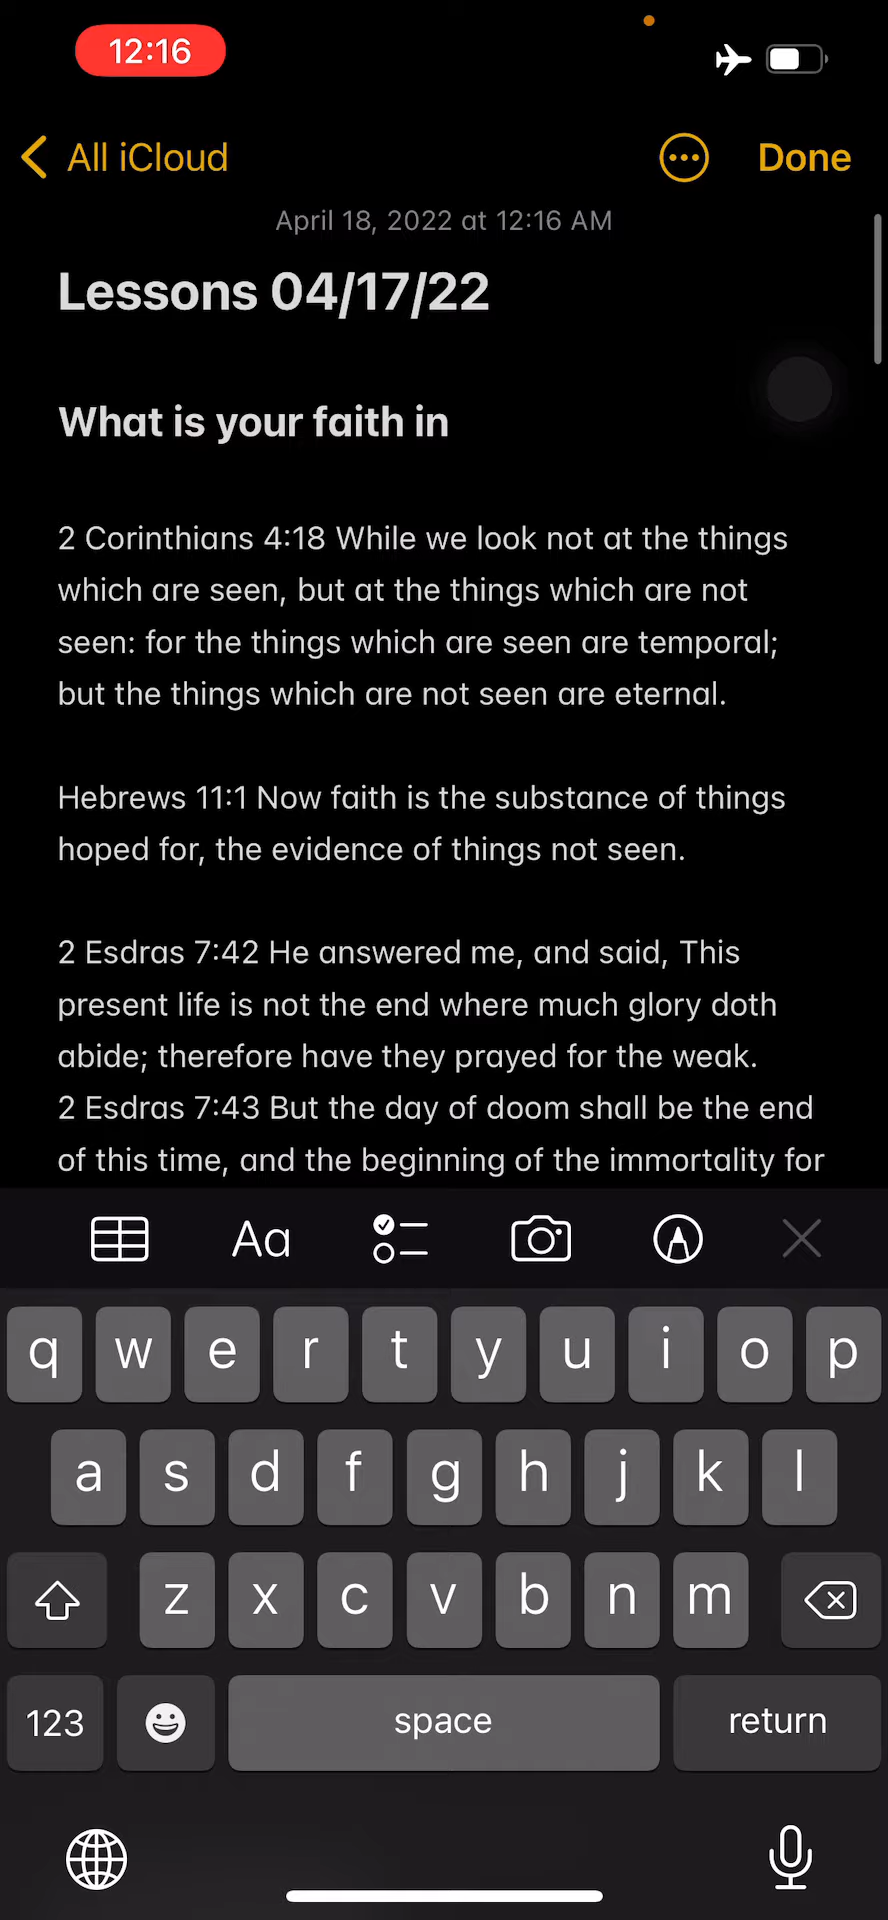 12:16
All iCloud
Done
April 18, 2022 at 12:16 AM
Lessons 04/17/22
What is your faith in
2 Corinthians 4:18 While we look not at the things
which are seen, but at the things which are not
seen: for the things which are seen are temporal;
but the things which are not seen are eternal.
Hebrews 11:1 Now faith is the substance of things
hoped for, the evidence of things not seen.
2 Esdras 7:42 He answered me, and said, This
present life is not the end where much glory doth
abide; therefore have they prayed for the weak.
2 Esdras 7:43 But the day of doom shall be the end
of this time, and the beginning of the immortality for
Aa
q w e r t y u i o p
a s d f g h j k l
z x c v b n m
123 space return